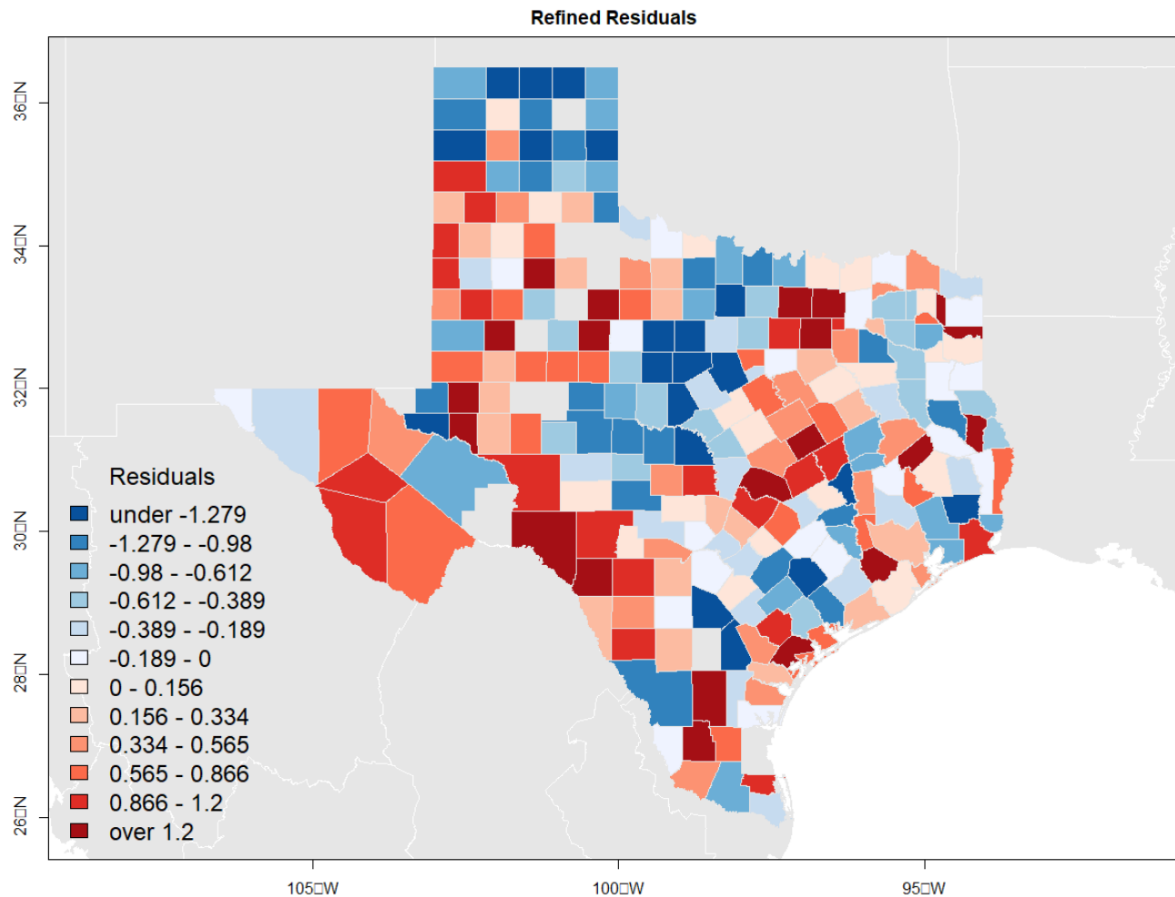 Refined Residuals
36□N
34□N
32□N
30□N
28□N
26□N
Residuals
under -1.279
-1.279 - -0.98
-0.98 - -0.612
-0.612 - -0.389
-0.389 - -0.189
-0.189 - 0
0 - 0.156
0.156 - 0.334
0.334 - 0.565
0.565 - 0.866
0.866 - 1.2
over 1.2
105□W
100□W
95□W